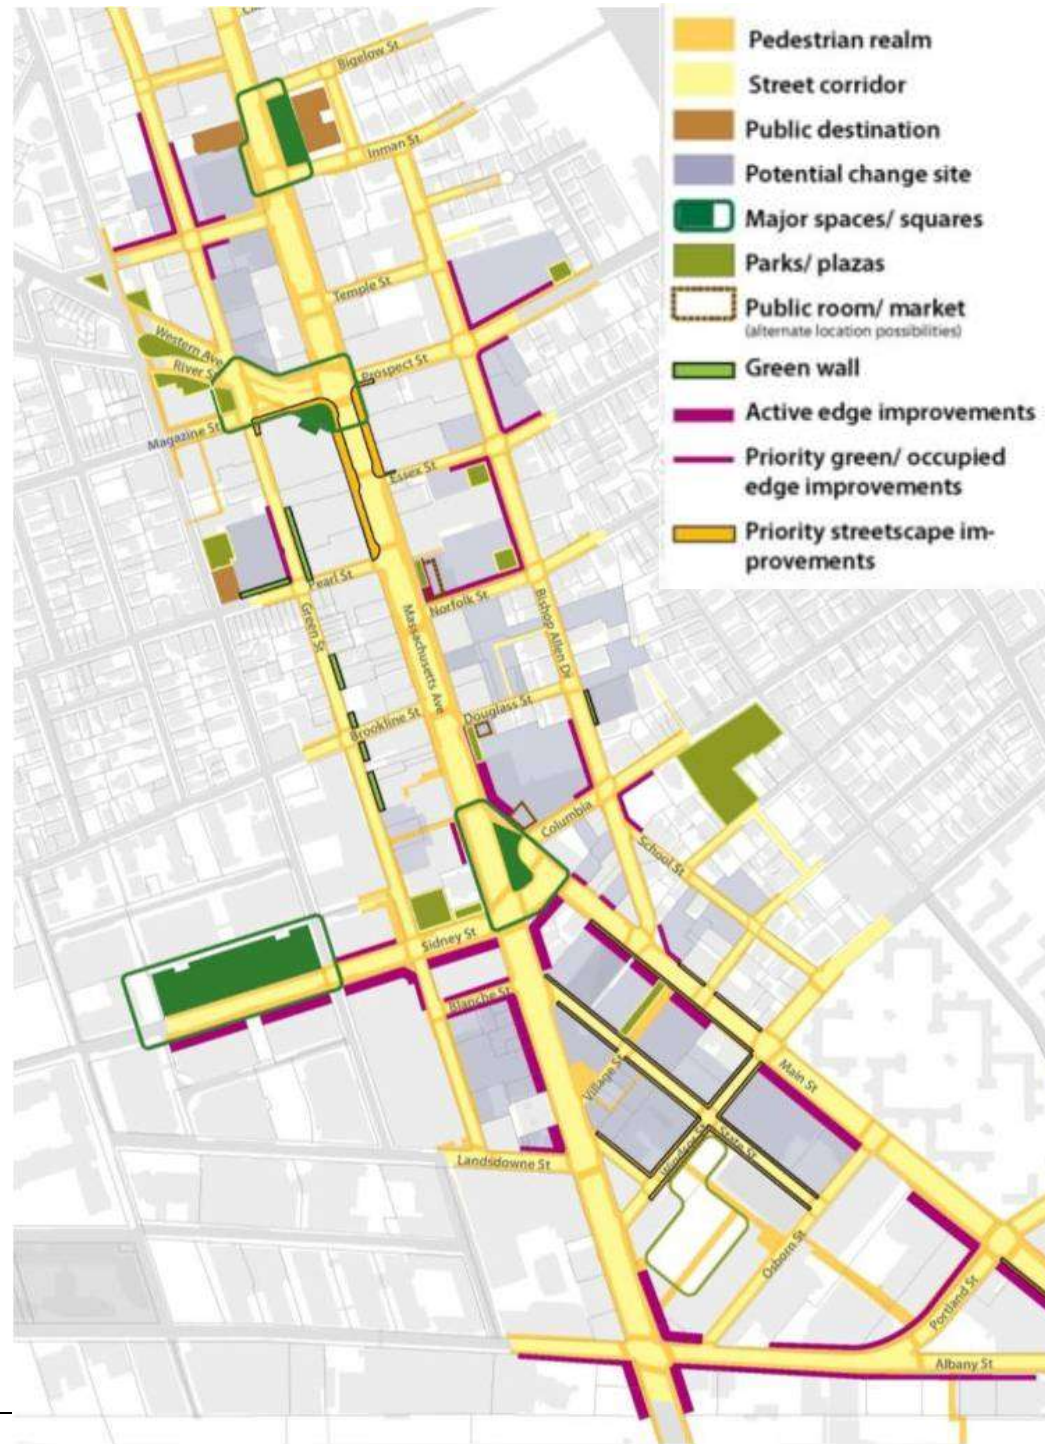 Pedestrian realm
Street corridor
Public destination
Potential change site
Major spaces/ squares
Parks/ plazas
Public room/ market
(alternate location possibilities)
Green wall
Active edge improvements
Priority green/ occupied
edge improvements
Priority streetscape im-
provements
Bigelow St
Inman St
Temple St
Western Ave
River S
Prospect St
Magazine St
Essex St
Pearl St
Norfolk St
Green St
Massachusetts Ave
Bishop Allen Dr
Douglass St
Brookline St
Columbia
School St
Sidney St
Blanche St
Village St
Main St
State St
Windsor St
Landsdowne St
Osborn St
Portland St
Albany St